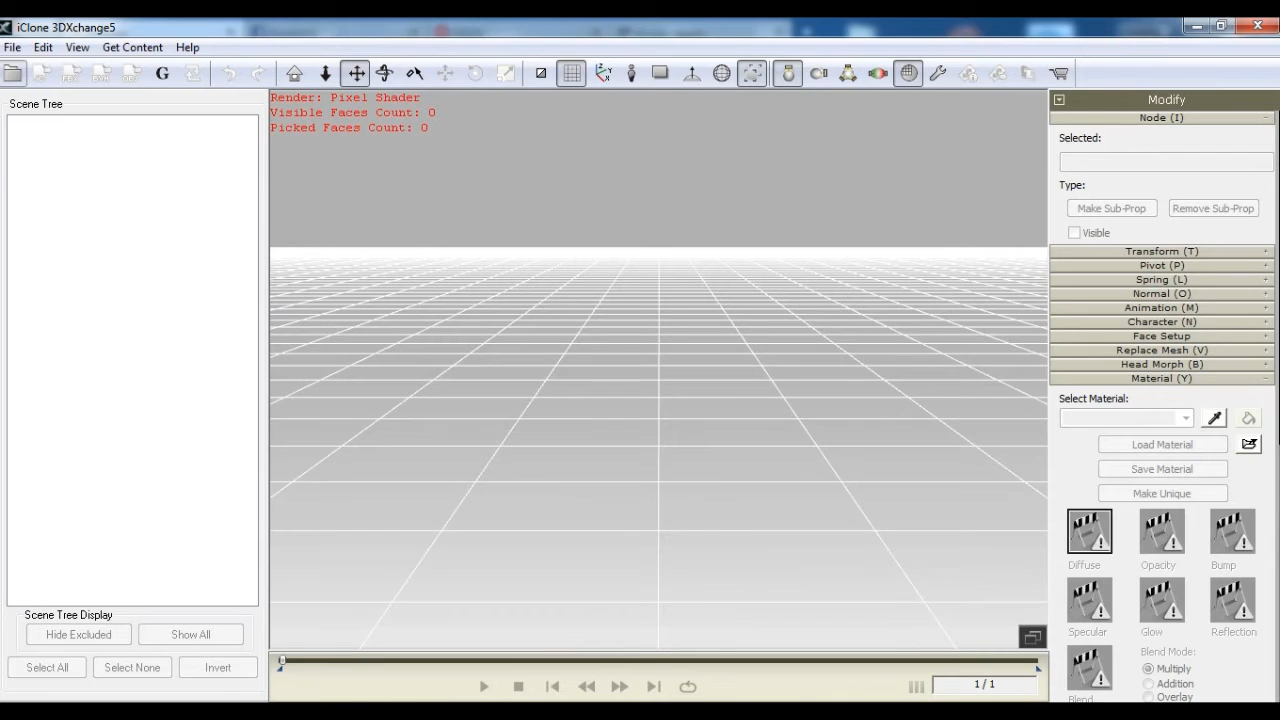 iClone 3DXchange5
File Edit View Get Content Help
G
Scene Tree
Render: Pixel Shader
Visible Faces Count: 0
Picked Faces Count: 0
Modify
Node (I)
Selected:
Type:
Make Sub-Prop Remove Sub-Prop
Visible
Transform (T)
Pivot (P)
Spring (L)
Normal (O)
Animation (M)
Character (N)
Face Setup
Replace Mesh (V)
Head Morph (B)
Material (Y)
Select Material:
Load Material
Save Material
Make Unique
Diffuse Opacity Bump
Specular Glow Reflection
Blend
Blend Mode:
Multiply
Addition
Overlay
Scene Tree Display
Hide Excluded Show All
Select All Select None Invert
1 / 1